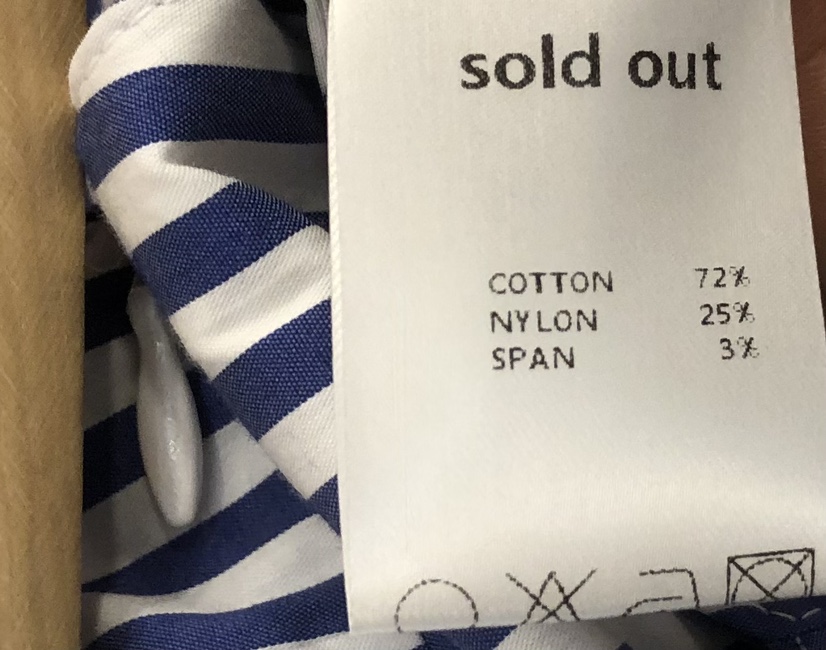 sold out
COTTON 72%
NYLON 25%
SPAN 3%